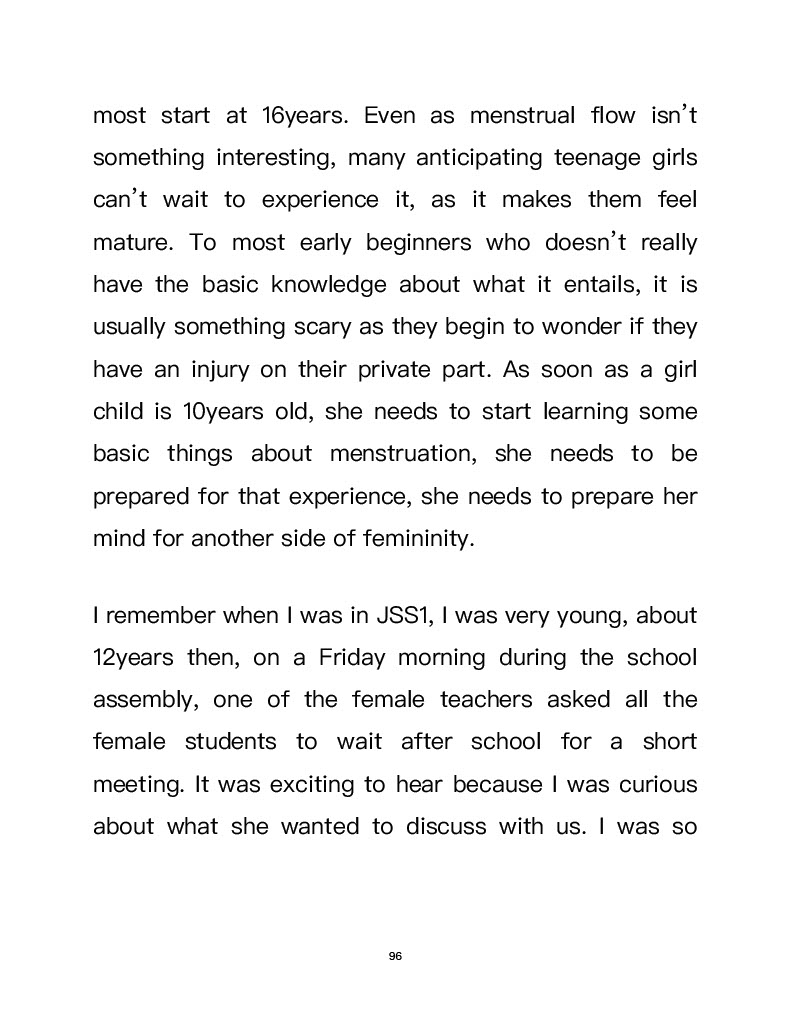 most start at 16years. Even as menstrual flow isn’t
something interesting, many anticipating teenage girls
can’t wait to experience it, as it makes them feel
mature. To most early beginners who doesn’t really
have the basic knowledge about what it entails, it is
usually something scary as they begin to wonder if they
have an injury on their private part. As soon as a girl
child is 10years old, she needs to start learning some
basic things about menstruation, she needs to be
prepared for that experience, she needs to prepare her
mind for another side of femininity.
I remember when I was in JSS1, I was very young, about
12years then, on a Friday morning during the school
assembly, one of the female teachers asked all the
female students to wait after school for a short
meeting. It was exciting to hear because I was curious
about what she wanted to discuss with us. I was so
96